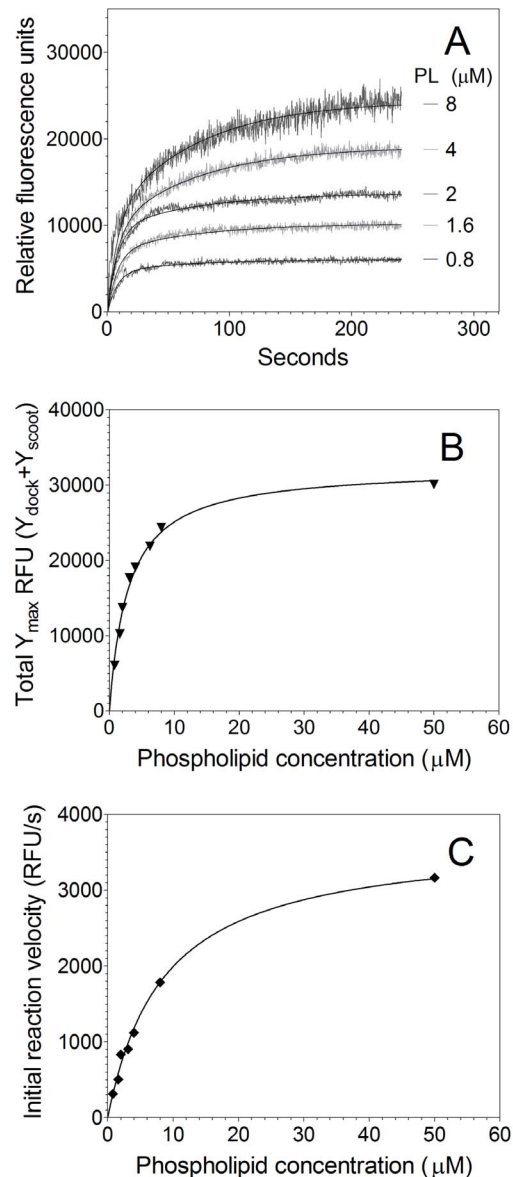 A
PL (μM)
Relative fluorescence units
30000
20000
10000
0
8
4
2
1.6
0.8
0 100 200 300
Seconds
B
Total Ymax RFU (Ydock+Yscoot)
40000
30000
20000
10000
0
0 10 20 30 40 50 60
Phospholipid concentration (μM)
C
Initial reaction velocity (RFU/s)
4000
3000
2000
1000
0
0 10 20 30 40 50 60
Phospholipid concentration (μM)